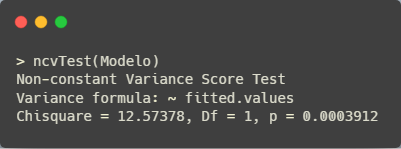 > ncvTest(Modelo)
Non-constant Variance Score Test
Variance formula: ~ fitted.values
Chisquare = 12.57378, Df = 1, p = 0.0003912